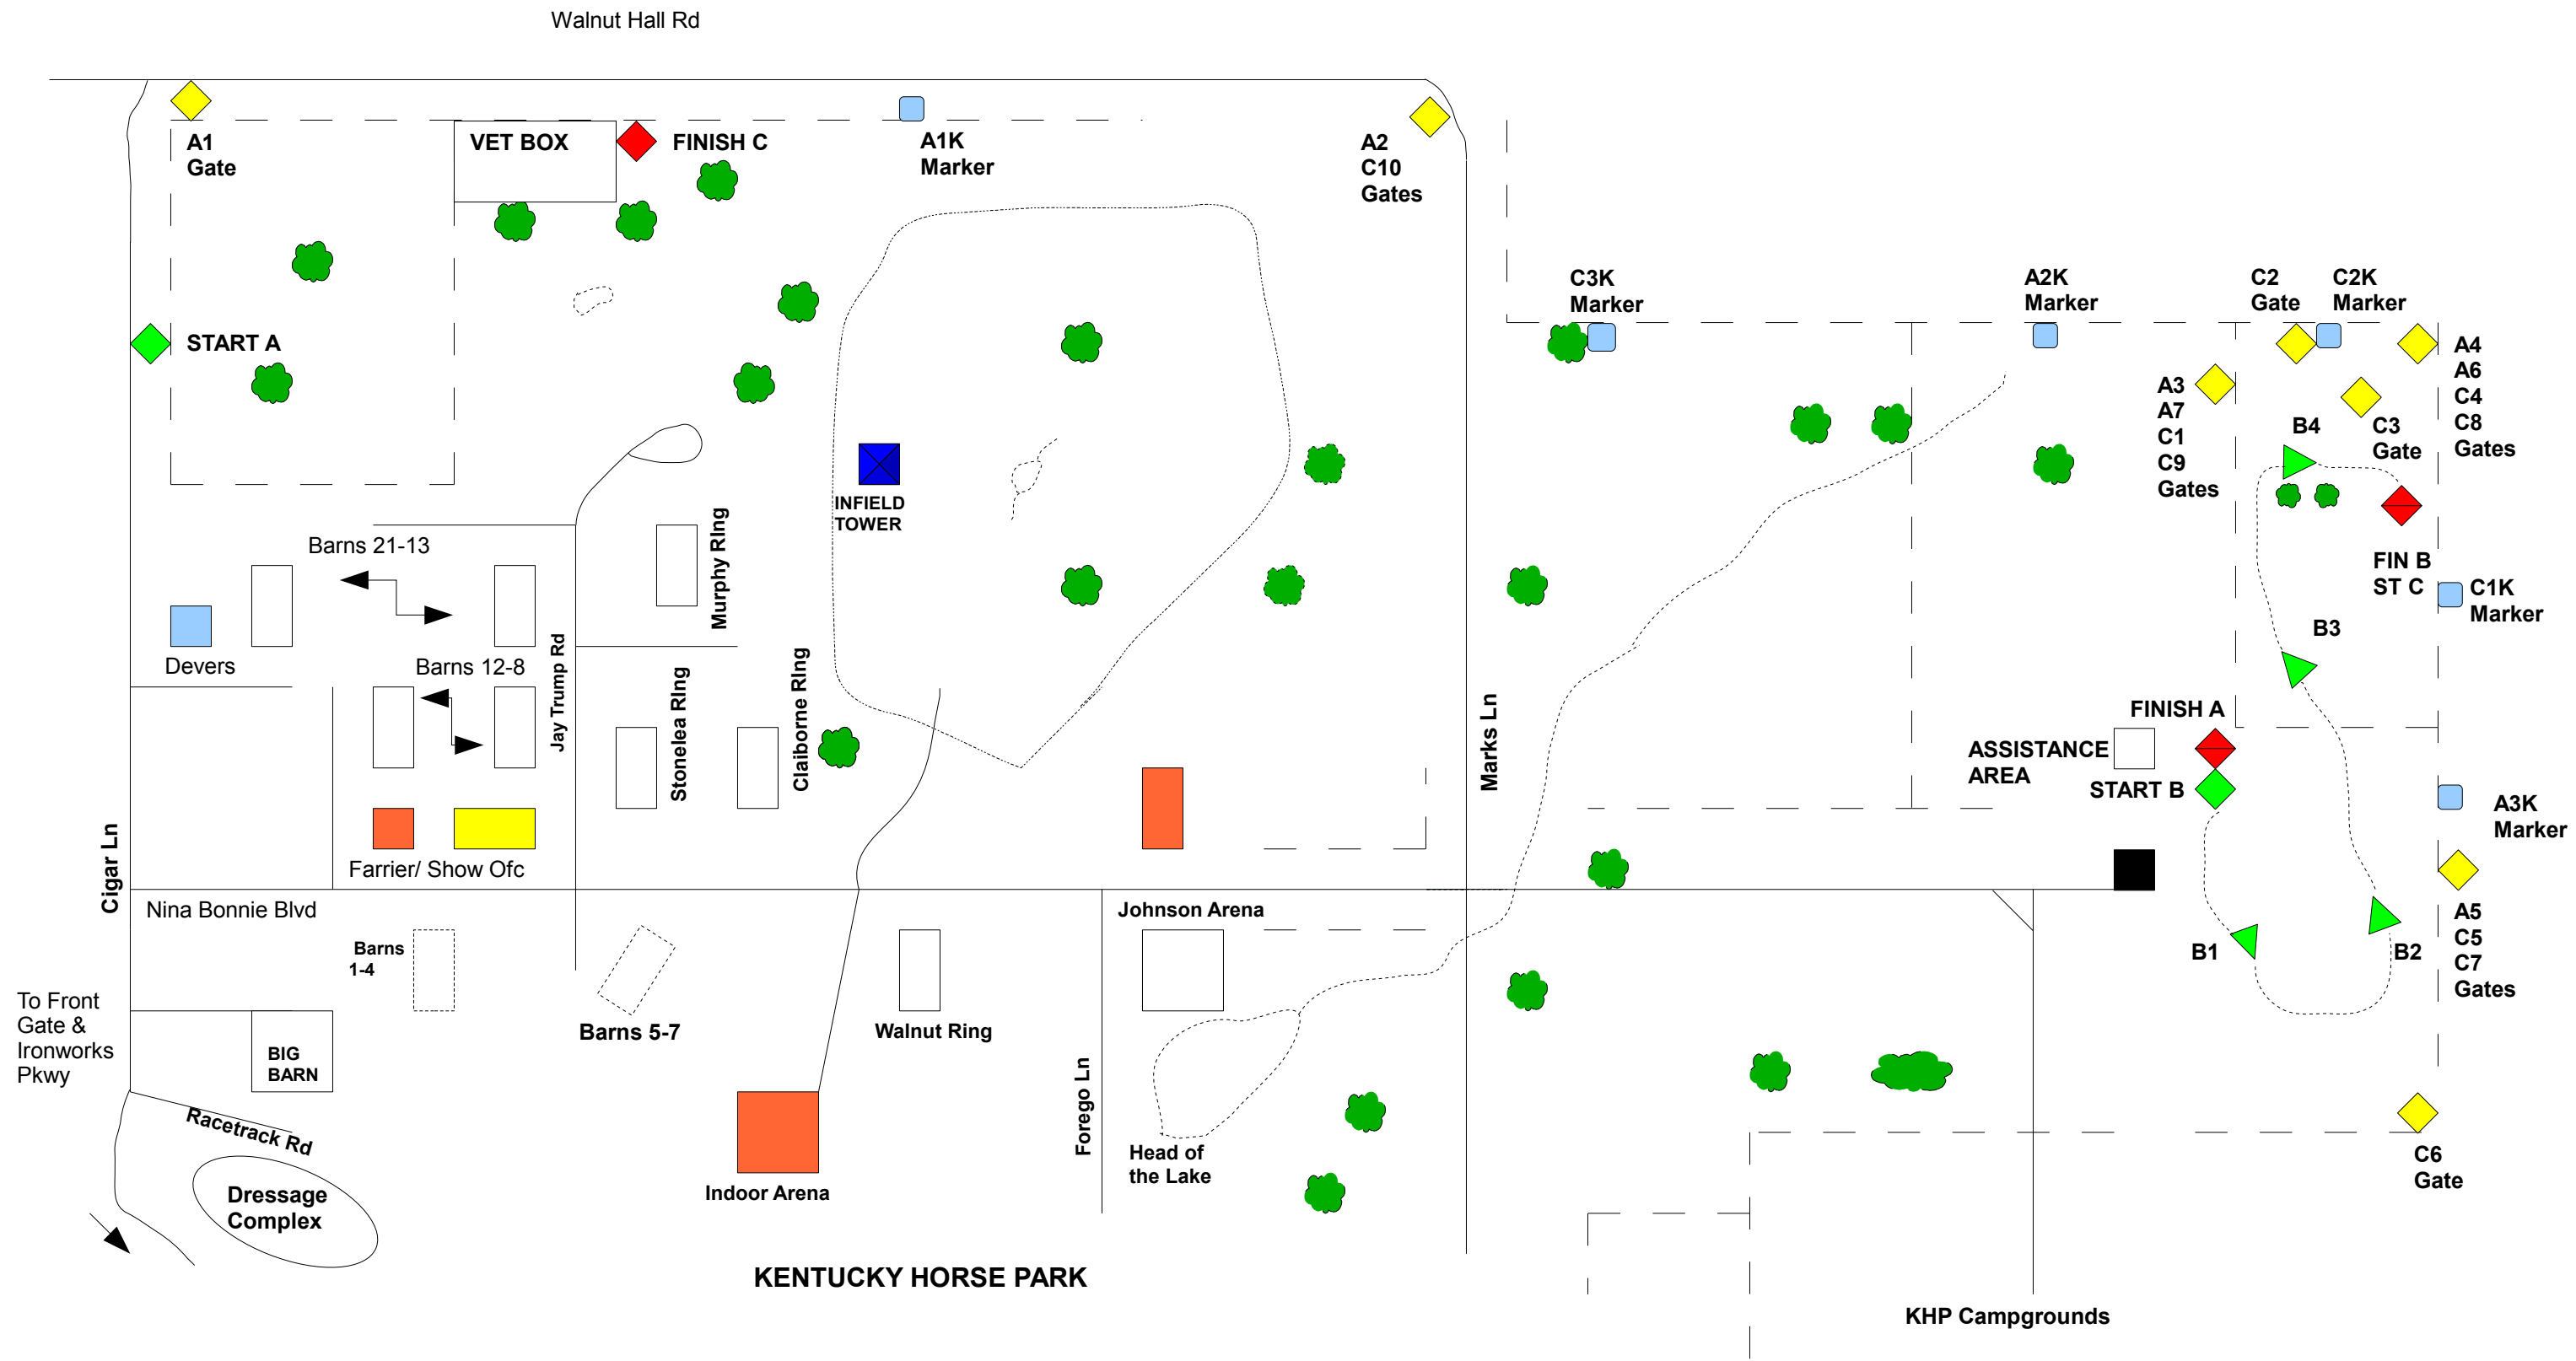 Walnut Hall Rd
A1
Gate
VET BOX
FINISH C
A1K
Marker
A2
C10
Gates
C3K
Marker
A2K
Marker
C2
Gate
C2K
Marker
START A
A4
A6
C4
C8
Gates
A3
A7
C1
C9
Gates
B4
C3
Gate
INFIELD
TOWER
Barns 21-13
Murphy RIng
FIN B
ST C
C1K
Marker
B3
Devers
Barns 12-8
Jay Trump Rd
Stonelea RIng
Claiborne RIng
Marks Ln
FINISH A
ASSISTANCE
AREA
START B
A3K
Marker
Farrier/ Show Ofc
Cigar Ln
Nina Bonnie Blvd
Johnson Arena
A5
C5
C7
Gates
B1
B2
Barns
1-4
To Front
Gate &
Ironworks
Pkwy
Barns 5-7
Walnut Ring
BIG
BARN
Forego Ln
Racetrack Rd
Head of
the Lake
C6
Gate
Dressage
Complex
Indoor Arena
KENTUCKY HORSE PARK
KHP Campgrounds